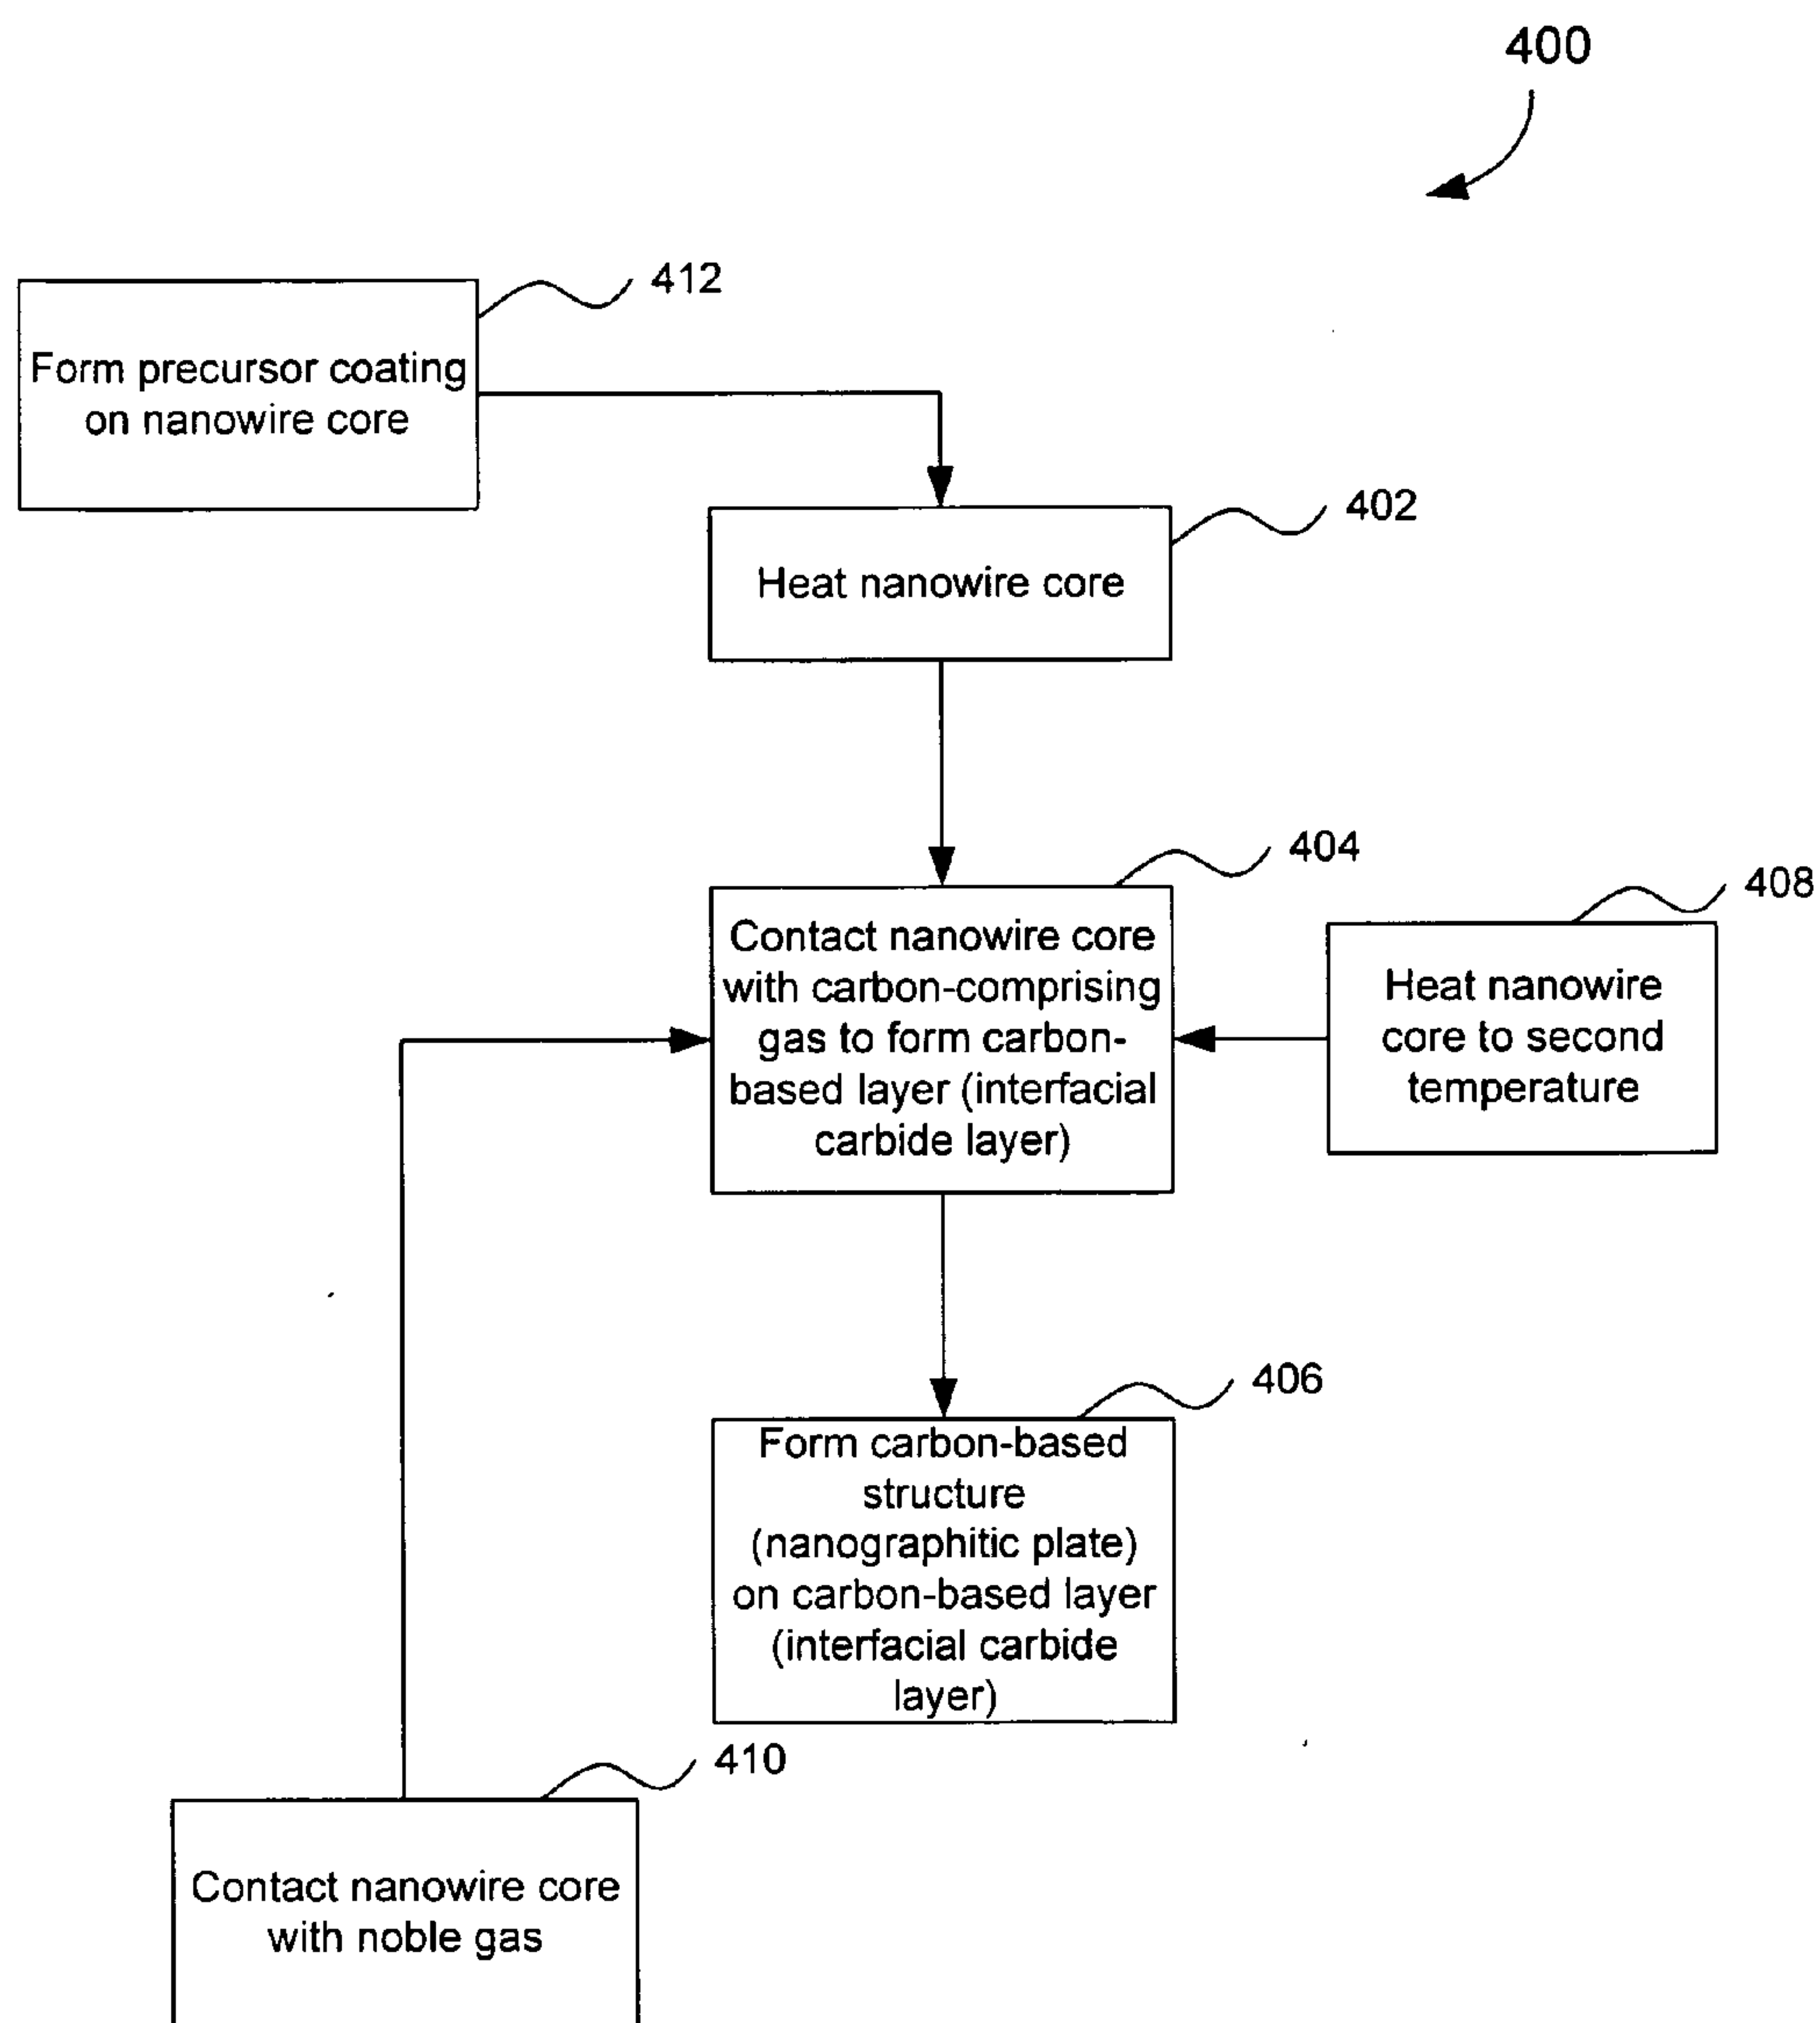 400
412
Form precursor coating
on nanowire core
402
Heat nanowire core
404
Contact nanowire core
with carbon-comprising
gas to form carbon-
based layer (interfacial
carbide layer)
408
Heat nanowire
core to second
temperature
406
Form carbon-based
structure
(nanographitic plate)
on carbon-based layer
(interfacial carbide
layer)
410
Contact nanowire core
with noble gas